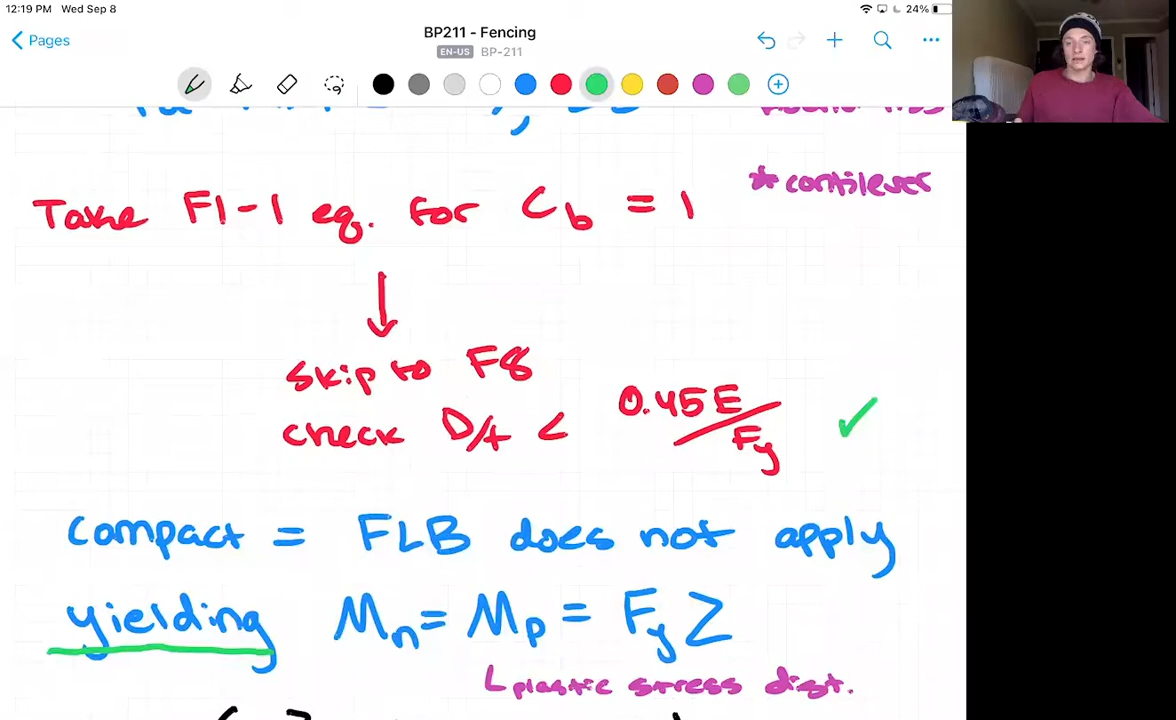 12:19 PM Wed Sep 8
24%
Pages
BP211 - Fencing
EN-US BP-211
*cantilever
Take F1-1 eq. for Cb = 1
skip to F8
check D/t < 0.45E/Fy ✓
compact = FLB does not apply
yielding Mn = Mp = Fy Z
plastic stress dist.